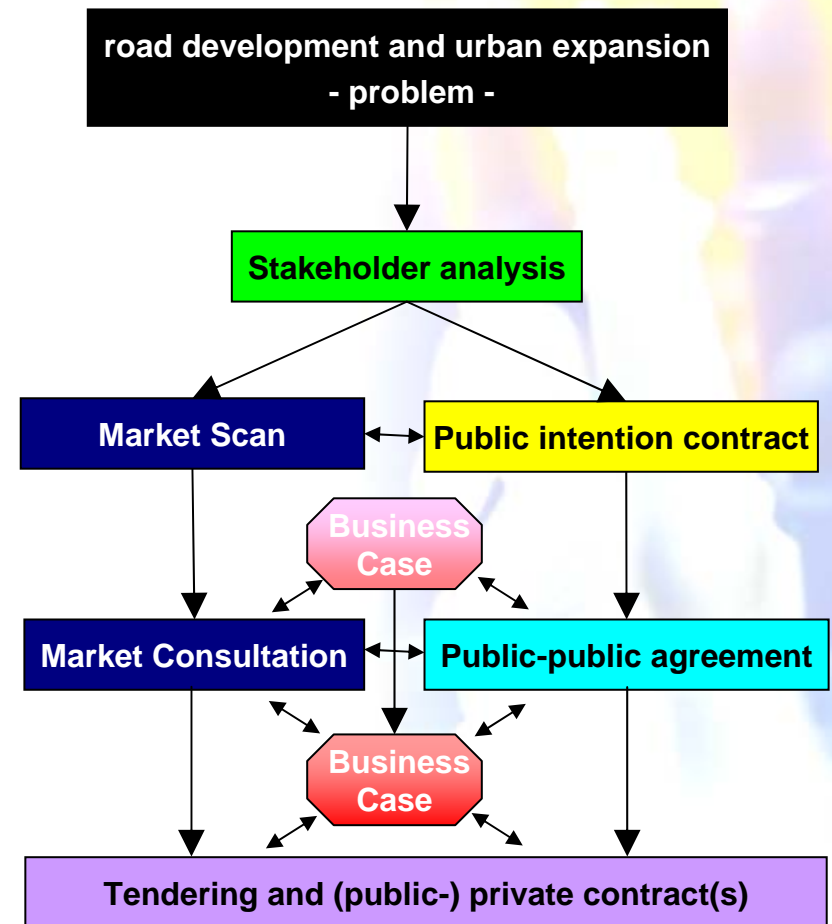 road development and urban expansion
- problem -
Stakeholder analysis
Market Scan
Public intention contract
Business
Case
Market Consultation
Public-public agreement
Business
Case
Tendering and (public-) private contract(s)